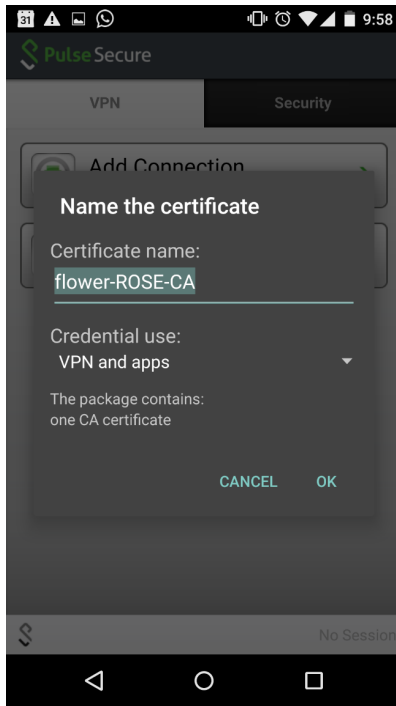 31
9:58
Pulse Secure
VPN
Security
Add Connection
Name the certificate
Certificate name:
flower-ROSE-CA
Credential use:
VPN and apps
The package contains:
one CA certificate
CANCEL
OK
No Session